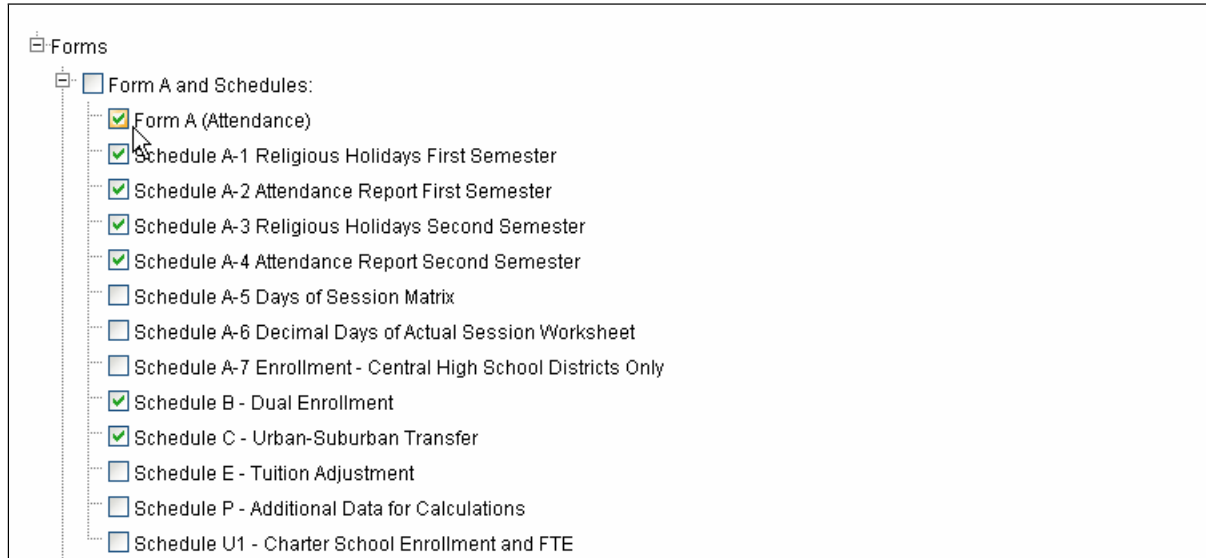 Forms
Form A and Schedules:
Form A (Attendance)
Schedule A-1 Religious Holidays First Semester
Schedule A-2 Attendance Report First Semester
Schedule A-3 Religious Holidays Second Semester
Schedule A-4 Attendance Report Second Semester
Schedule A-5 Days of Session Matrix
Schedule A-6 Decimal Days of Actual Session Worksheet
Schedule A-7 Enrollment - Central High School Districts Only
Schedule B - Dual Enrollment
Schedule C - Urban-Suburban Transfer
Schedule E - Tuition Adjustment
Schedule P - Additional Data for Calculations
Schedule U1 - Charter School Enrollment and FTE